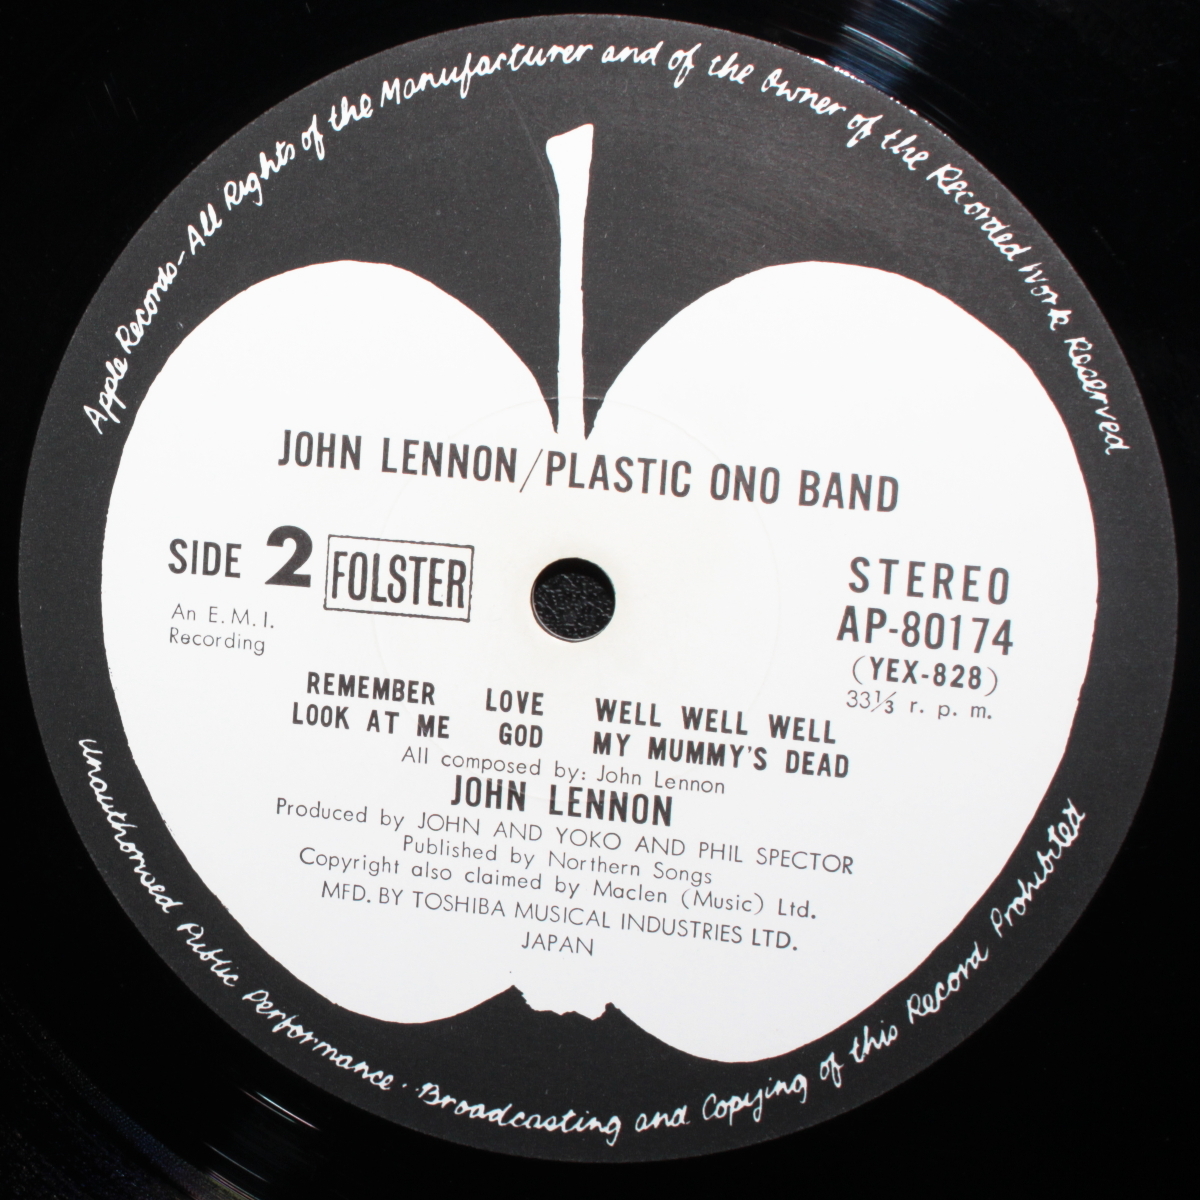 Apple Records - All Rights of the Manufacturer and of the Owner of the Recorded Work Reserved
JOHN LENNON/PLASTIC ONO BAND
SIDE 2 FOLSTER
An E.M.I.
Recording
STEREO
AP-80174
(YEX-828)
33⅓ r. p. m.
REMEMBER LOVE WELL WELL WELL
LOOK AT ME GOD MY MUMMY'S DEAD
All composed by: John Lennon
JOHN LENNON
Produced by JOHN AND YOKO AND PHIL SPECTOR
Published by Northern Songs
Copyright also claimed by Maclen (Music) Ltd.
MFD. BY TOSHIBA MUSICAL INDUSTRIES LTD.
JAPAN
Unauthorised Public Performance · Broadcasting and Copying of this Record Prohibited